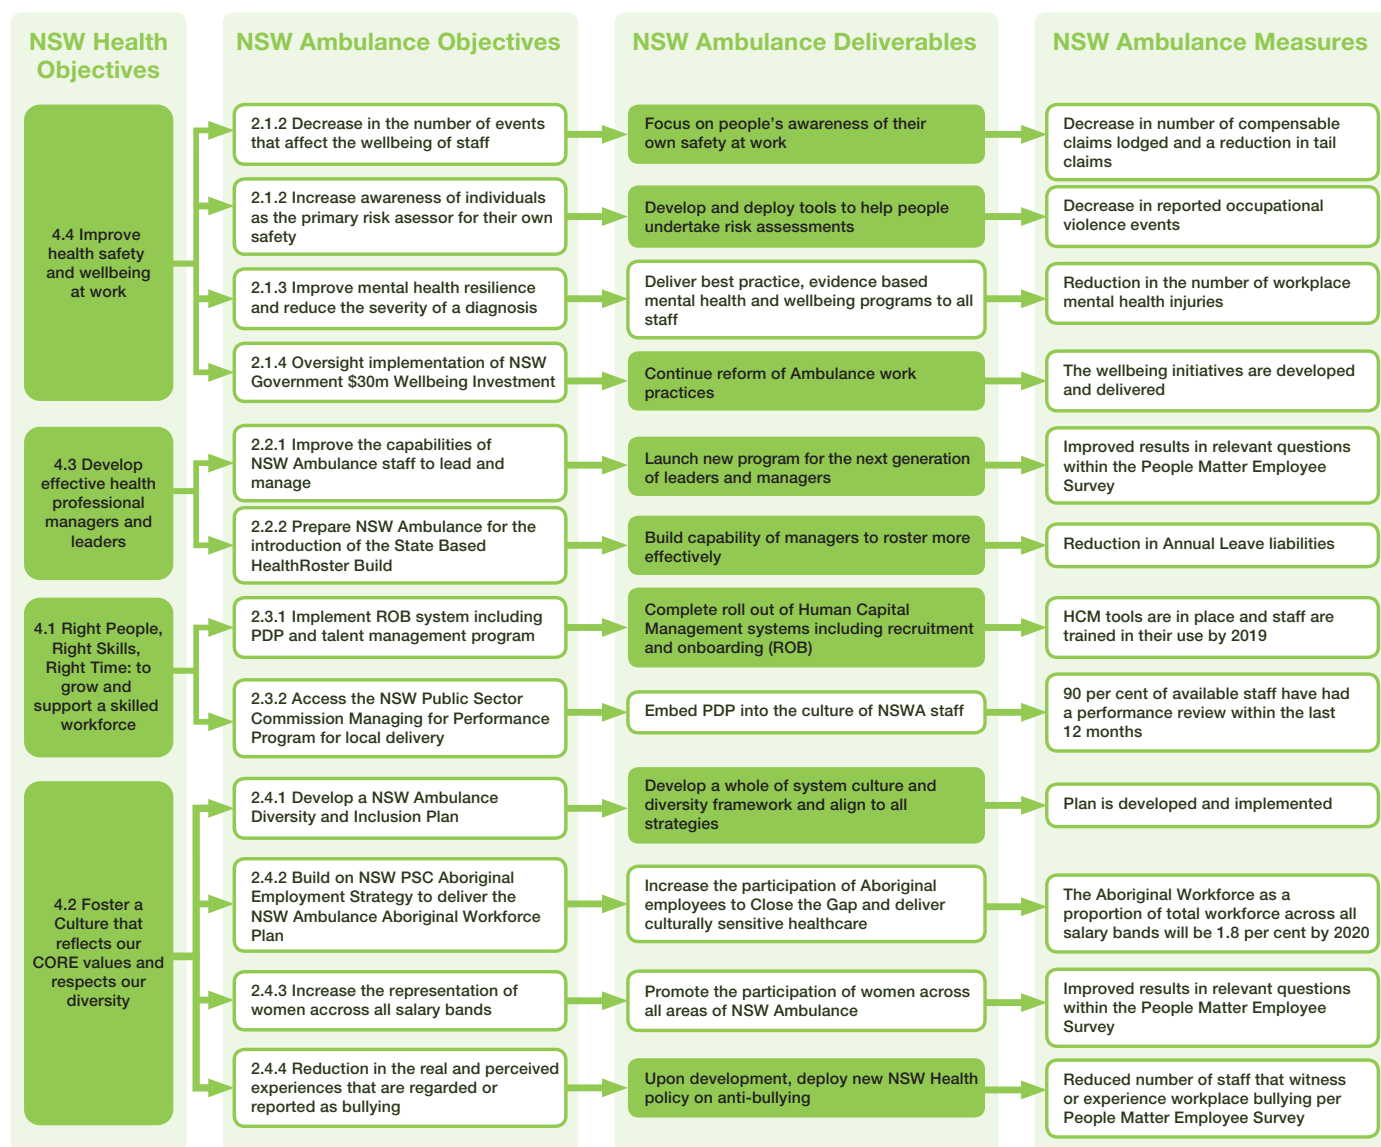 NSW Health
Objectives
NSW Ambulance Objectives
NSW Ambulance Deliverables
NSW Ambulance Measures
4.4 Improve
health safety
and wellbeing
at work
2.1.2 Decrease in the number of events
that affect the wellbeing of staff
Focus on people's awareness of their
own safety at work
Decrease in number of compensable
claims lodged and a reduction in tail
claims
2.1.2 Increase awareness of individuals
as the primary risk asessor for their own
safety
Develop and deploy tools to help people
undertake risk assessments
Decrease in reported occupational
violence events
2.1.3 Improve mental health resilience
and reduce the severity of a diagnosis
Deliver best practice, evidence based
mental health and wellbeing programs to all
staff
Reduction in the number of workplace
mental health injuries
2.1.4 Oversight implementation of NSW
Government $30m Wellbeing Investment
Continue reform of Ambulance work
practices
The wellbeing initiatives are developed
and delivered
4.3 Develop
effective health
professional
managers and
leaders
2.2.1 Improve the capabilities of
NSW Ambulance staff to lead and
manage
Launch new program for the next generation
of leaders and managers
Improved results in relevant questions
within the People Matter Employee
Survey
2.2.2 Prepare NSW Ambulance for the
introduction of the State Based
HealthRoster Build
Build capability of managers to roster more
effectively
Reduction in Annual Leave liabilities
4.1 Right People,
Right Skills,
Right Time: to
grow and
support a skilled
workforce
2.3.1 Implement ROB system including
PDP and talent management program
Complete roll out of Human Capital
Management systems including recruitment
and onboarding (ROB)
HCM tools are in place and staff are
trained in their use by 2019
2.3.2 Access the NSW Public Sector
Commission Managing for Performance
Program for local delivery
Embed PDP into the culture of NSWA staff
90 per cent of available staff have had
a performance review within the last
12 months
4.2 Foster a
Culture that
reflects our
CORE values and
respects our
diversity
2.4.1 Develop a NSW Ambulance
Diversity and Inclusion Plan
Develop a whole of system culture and
diversity framework and align to all
strategies
Plan is developed and implemented
2.4.2 Build on NSW PSC Aboriginal
Employment Strategy to deliver the
NSW Ambulance Aboriginal Workforce
Plan
Increase the participation of Aboriginal
employees to Close the Gap and deliver
culturally sensitive healthcare
The Aboriginal Workforce as a
proportion of total workforce across all
salary bands will be 1.8 per cent by 2020
2.4.3 Increase the representation of
women accross all salary bands
Promote the participation of women across
all areas of NSW Ambulance
Improved results in relevant questions
within the People Matter Employee
Survey
2.4.4 Reduction in the real and perceived
experiences that are regarded or
reported as bullying
Upon development, deploy new NSW Health
policy on anti-bullying
Reduced number of staff that witness
or experience workplace bullying per
People Matter Employee Survey